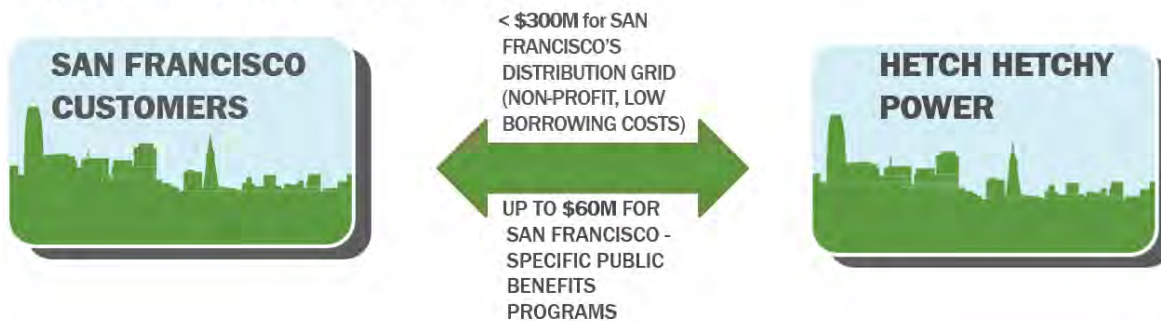 SAN FRANCISCO
CUSTOMERS
< $300M for SAN
FRANCISCO'S
DISTRIBUTION GRID
(NON-PROFIT, LOW
BORROWING COSTS)
UP TO $60M FOR
SAN FRANCISCO -
SPECIFIC PUBLIC
BENEFITS
PROGRAMS
HETCH HETCHY
POWER